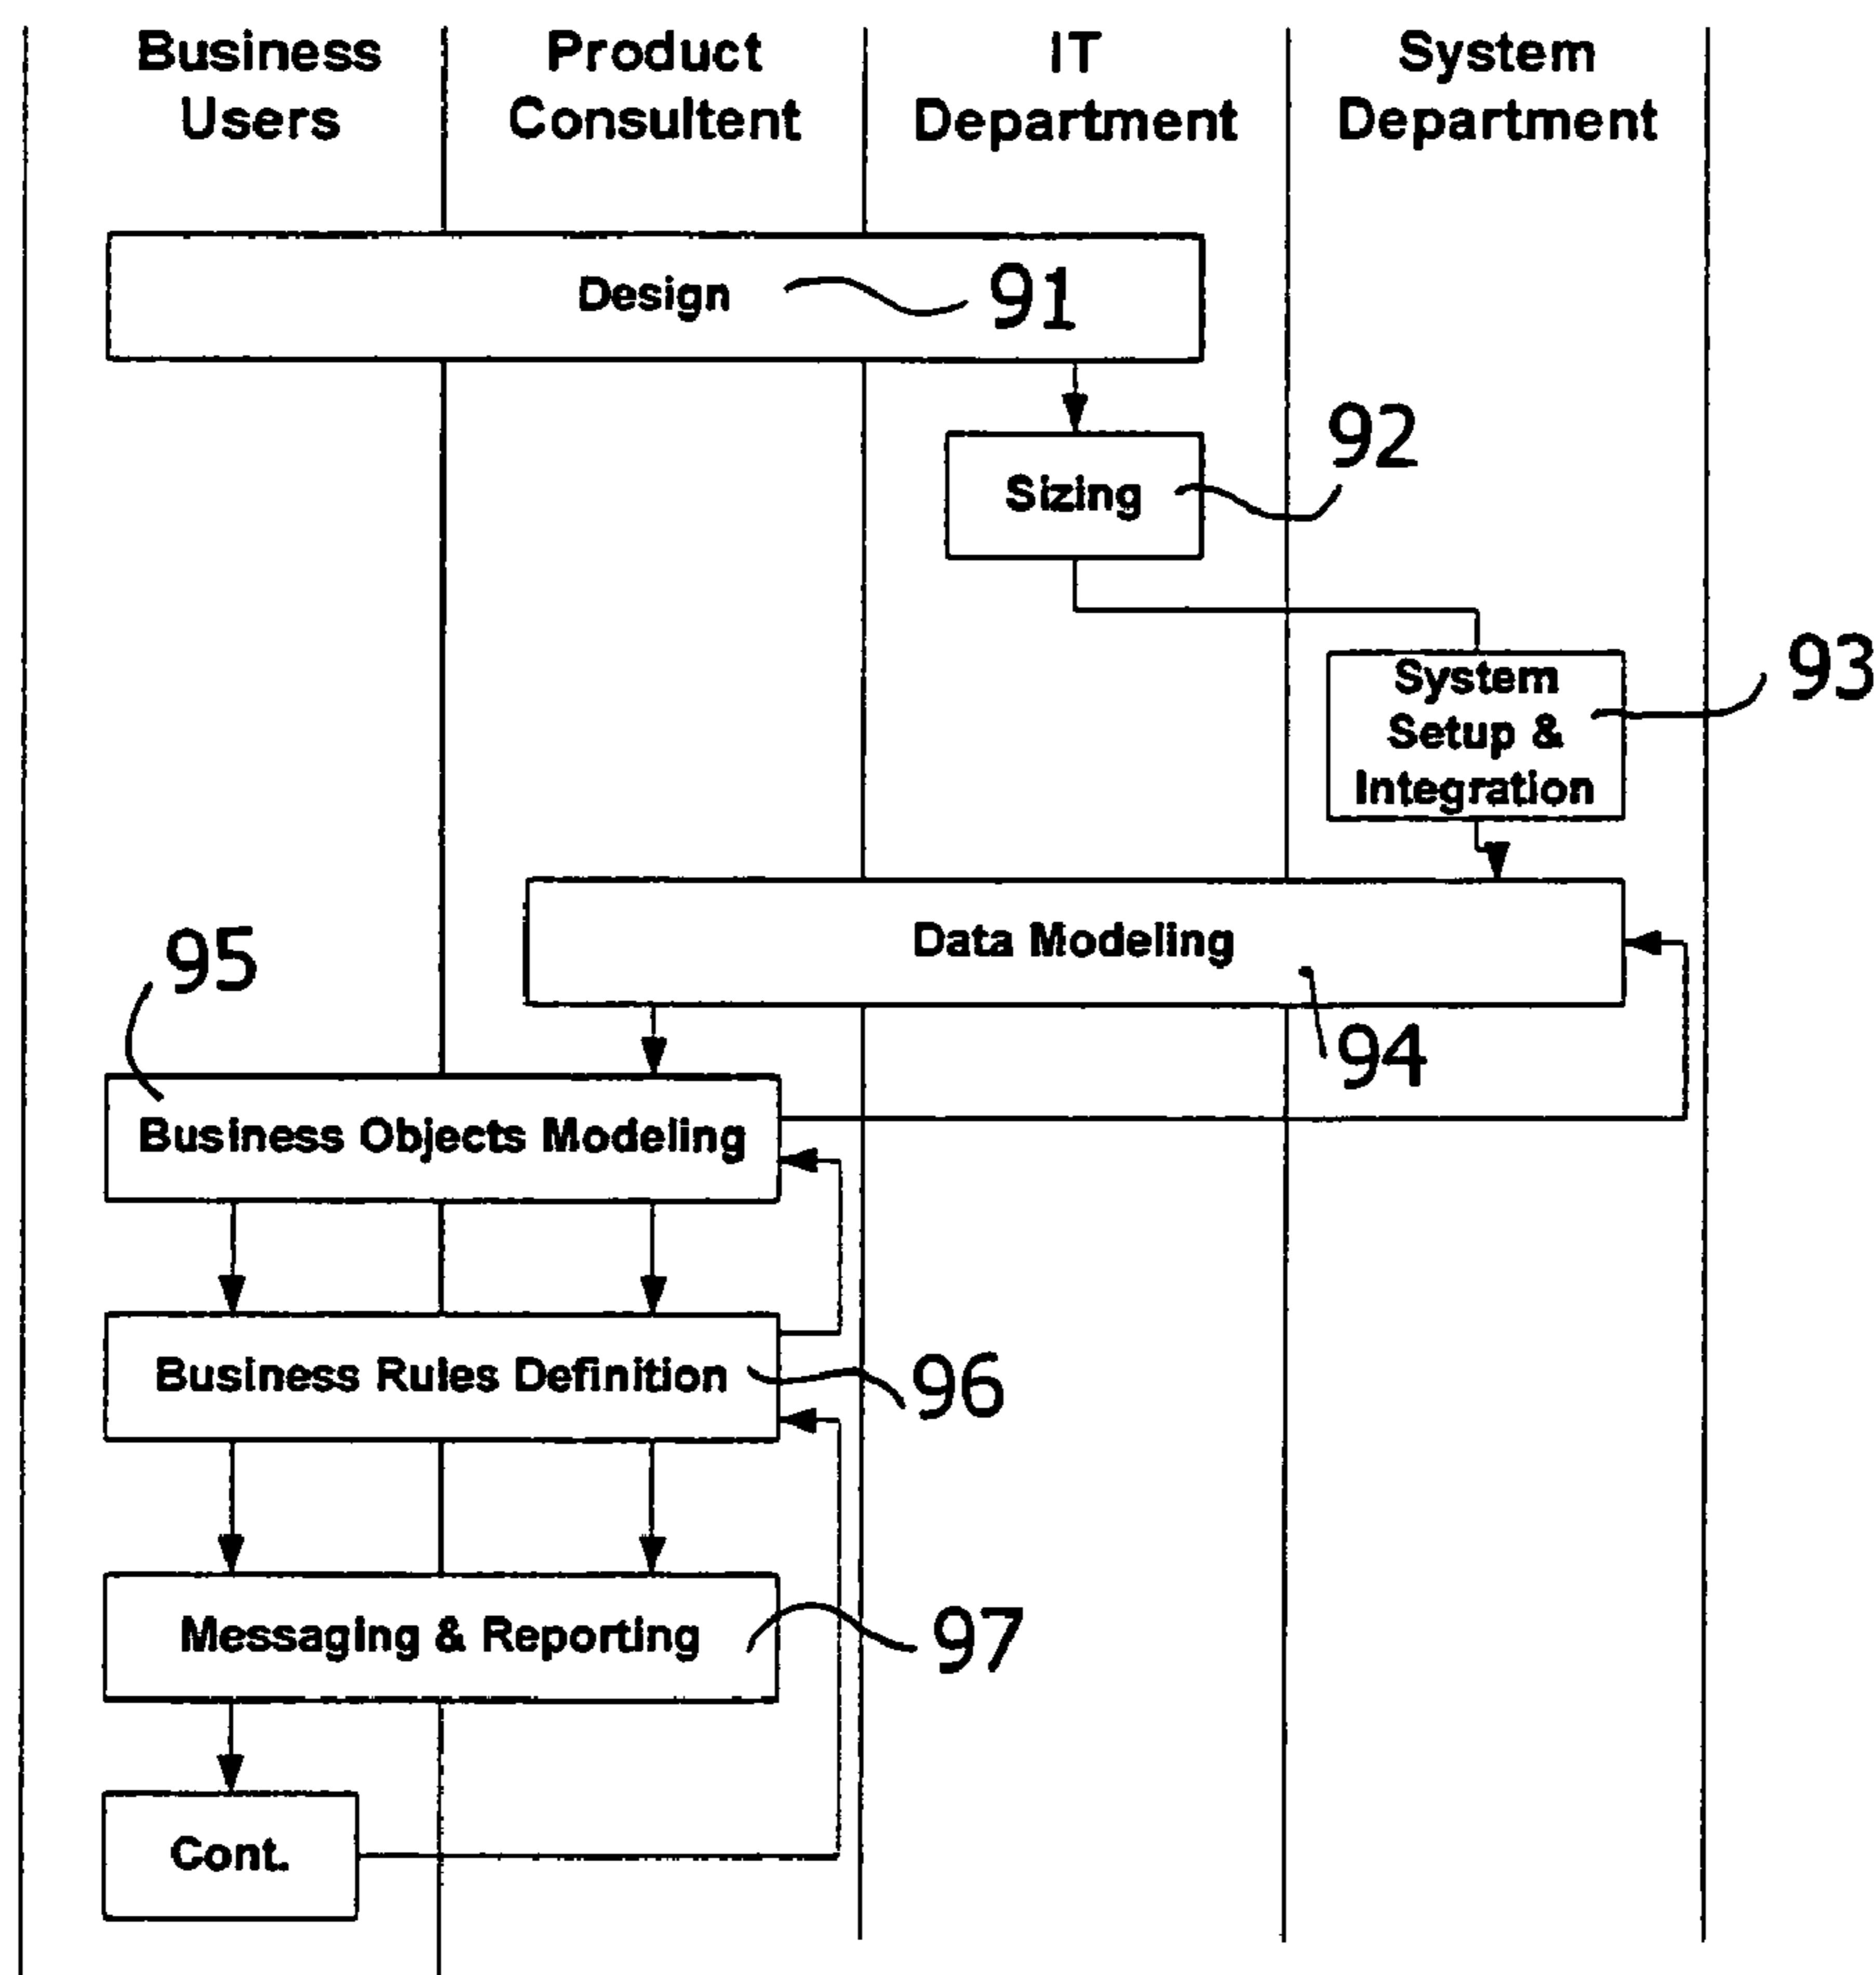 Business
Users
Product
Consultent
IT
Department
System
Department
Design
91
92
Sizing
93
System
Setup &
Integration
Data Modeling
95
94
Business Objects Modeling
Business Rules Definition
96
Messaging & Reporting
97
Cont.